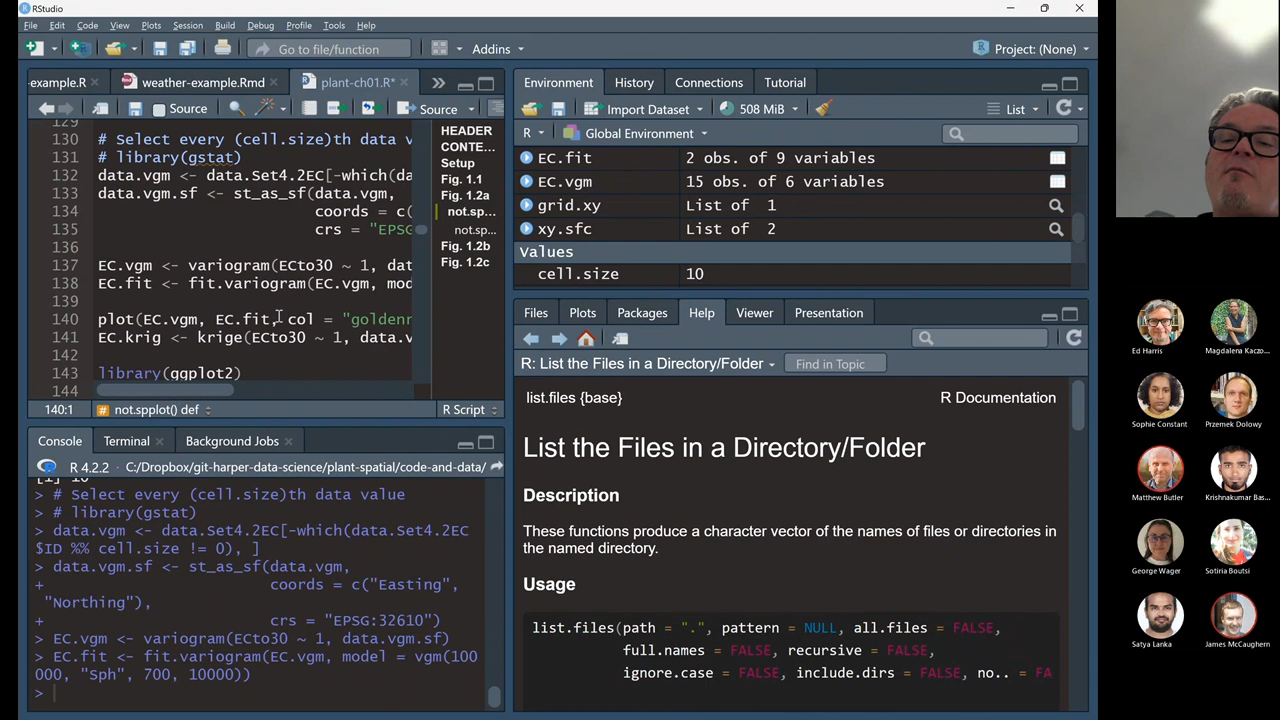 RStudio
File Edit Code View Plots Session Build Debug Profile Tools Help
Go to file/function
Addins
Project: (None)
-example.R
weather-example.Rmd
plant-ch01.R*
Source
Source
129
130 # Select every (cell.size)th data v
131 # library(gstat)
132 data.vgm <- data.Set4.2EC[-which(da
133 data.vgm.sf <- st_as_sf(data.vgm,
134 coords = c(
135 crs = "EPSG
136
137 EC.vgm <- variogram(ECto30 ~ 1, dat
138 EC.fit <- fit.variogram(EC.vgm, mod
139
140 plot(EC.vgm, EC.fit, col = "goldenr
141 EC.krig <- krige(ECto30 ~ 1, data.v
142
143 library(ggplot2)
144
HEADER
CONTE...
Setup
Fig. 1.1
Fig. 1.2a
not.sp...
not.sp...
Fig. 1.2b
Fig. 1.2c
140:1
not.spplot() def
R Script
Console
Terminal
Background Jobs
R 4.2.2 · C:/Dropbox/git-harper-data-science/plant-spatial/code-and-data/
[1] 10
> # Select every (cell.size)th data value
> # library(gstat)
> data.vgm <- data.Set4.2EC[-which(data.Set4.2EC
$ID %% cell.size != 0), ]
> data.vgm.sf <- st_as_sf(data.vgm,
+ coords = c("Easting",
"Northing"),
+ crs = "EPSG:32610")
> EC.vgm <- variogram(ECto30 ~ 1, data.vgm.sf)
> EC.fit <- fit.variogram(EC.vgm, model = vgm(100
000, "Sph", 700, 10000))
>
Environment
History
Connections
Tutorial
Import Dataset
508 MiB
List
R
Global Environment
EC.fit 2 obs. of 9 variables
EC.vgm 15 obs. of 6 variables
grid.xy List of 1
xy.sfc List of 2
Values
cell.size 10
Files
Plots
Packages
Help
Viewer
Presentation
R: List the Files in a Directory/Folder
Find in Topic
list.files {base}
R Documentation
List the Files in a Directory/Folder
Description
These functions produce a character vector of the names of files or directories in
the named directory.
Usage
list.files(path = ".", pattern = NULL, all.files = FALSE,
full.names = FALSE, recursive = FALSE,
ignore.case = FALSE, include.dirs = FALSE, no.. = FA
Ed Harris
Magdalena Kaczo...
Sophie Constant
Przemek Dolowy
Matthew Butler
Krishnakumar Bas...
George Wager
Sotiria Boutsi
Satya Lanka
James McCaughern